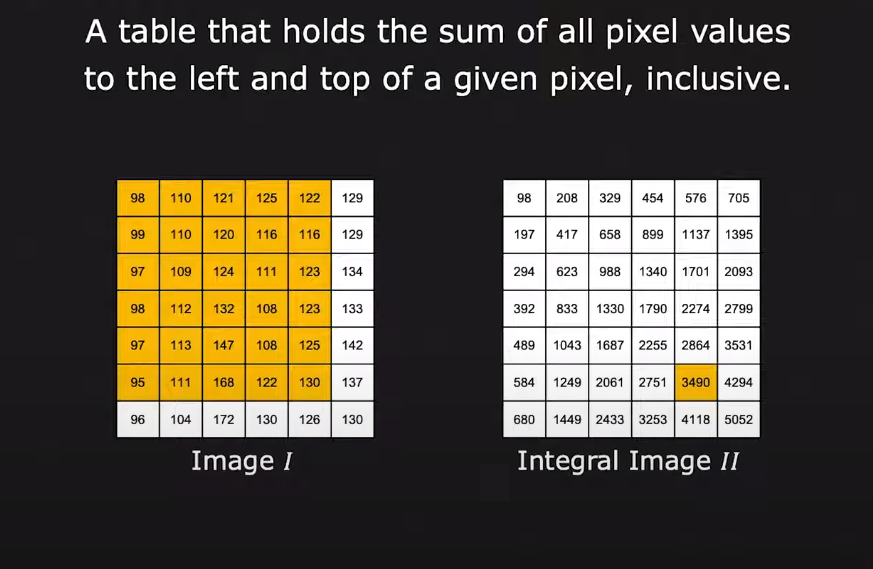 A table that holds the sum of all pixel values
to the left and top of a given pixel, inclusive.
98 110 121 125 122 129
99 110 120 116 116 129
97 109 124 111 123 134
98 112 132 108 123 133
97 113 147 108 125 142
95 111 168 122 130 137
96 104 172 130 126 130
Image I
98 208 329 454 576 705
197 417 658 899 1137 1395
294 623 988 1340 1701 2093
392 833 1330 1790 2274 2799
489 1043 1687 2255 2864 3531
584 1249 2061 2751 3490 4294
680 1449 2433 3253 4118 5052
Integral Image II